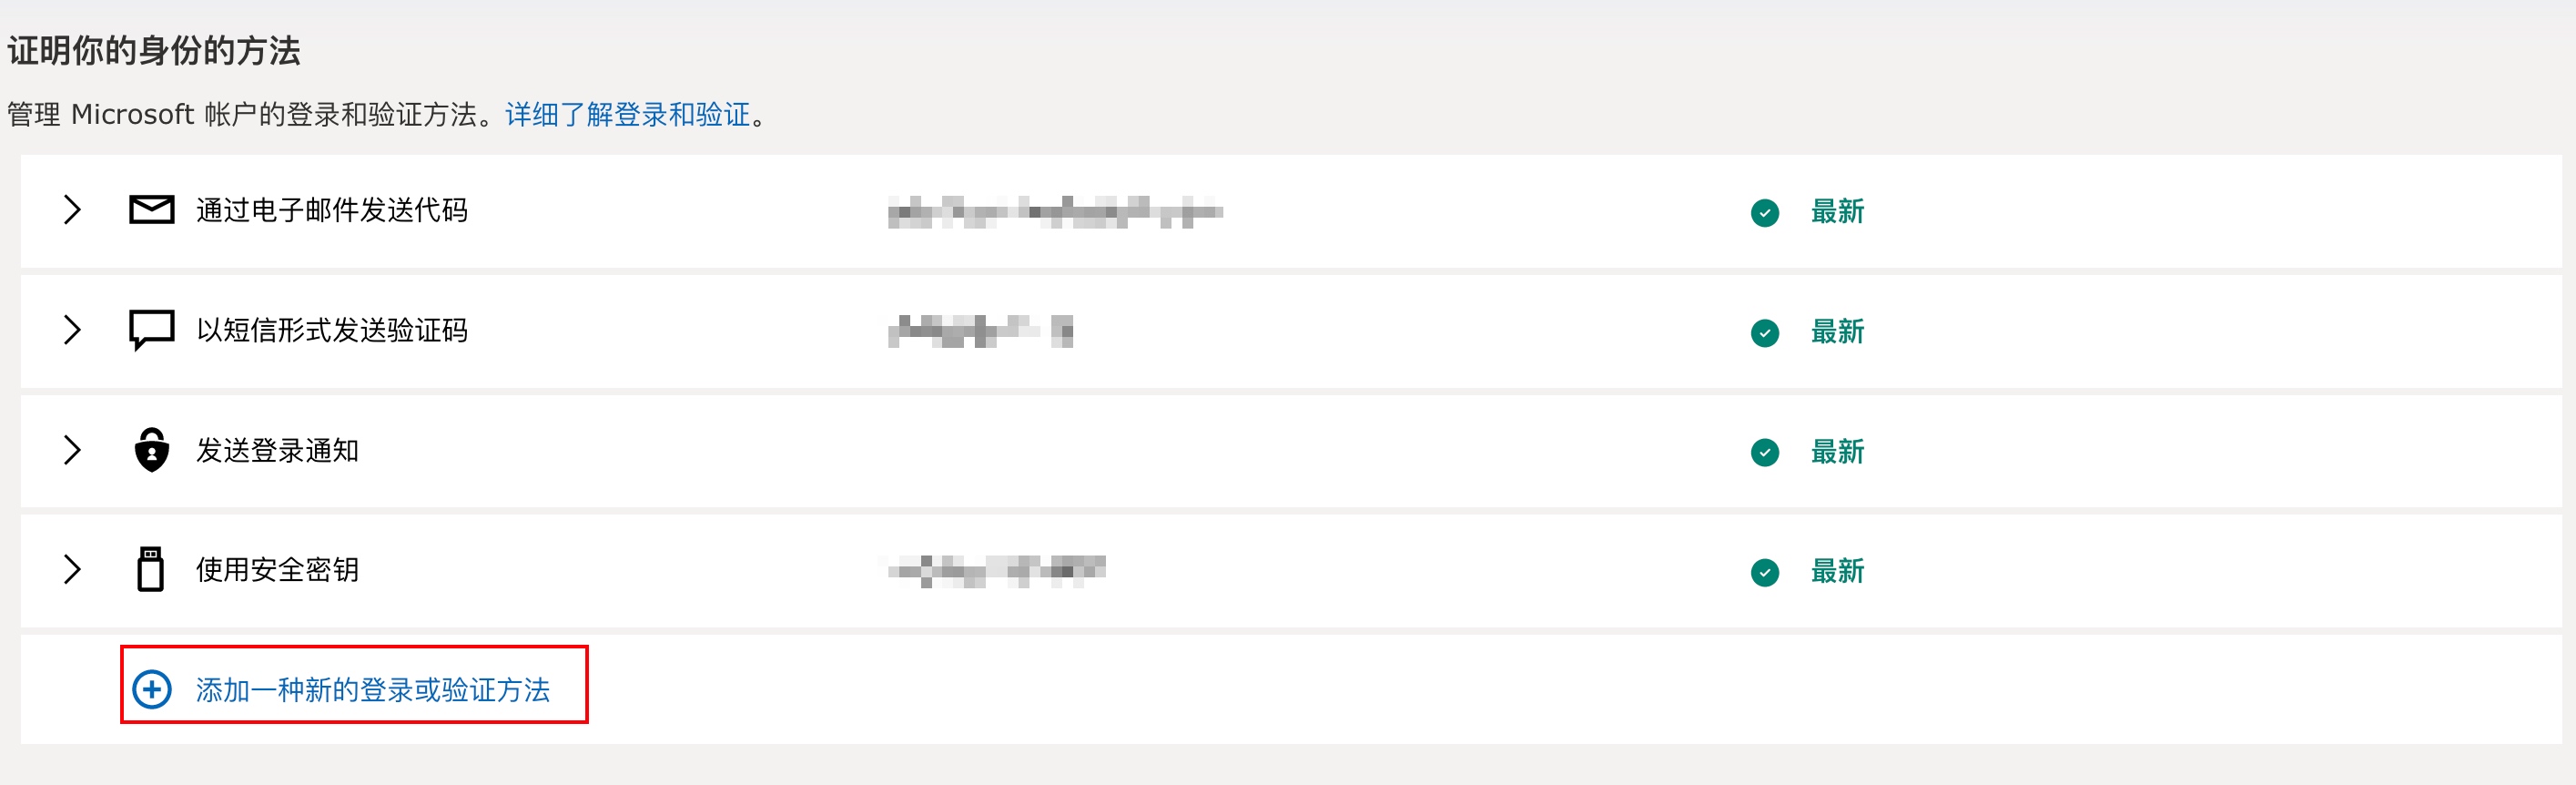 证明你的身份的方法
管理 Microsoft 帐户的登录和验证方法。详细了解登录和验证。
通过电子邮件发送代码 最新
以短信形式发送验证码 最新
发送登录通知 最新
使用安全密钥 最新
添加一种新的登录或验证方法